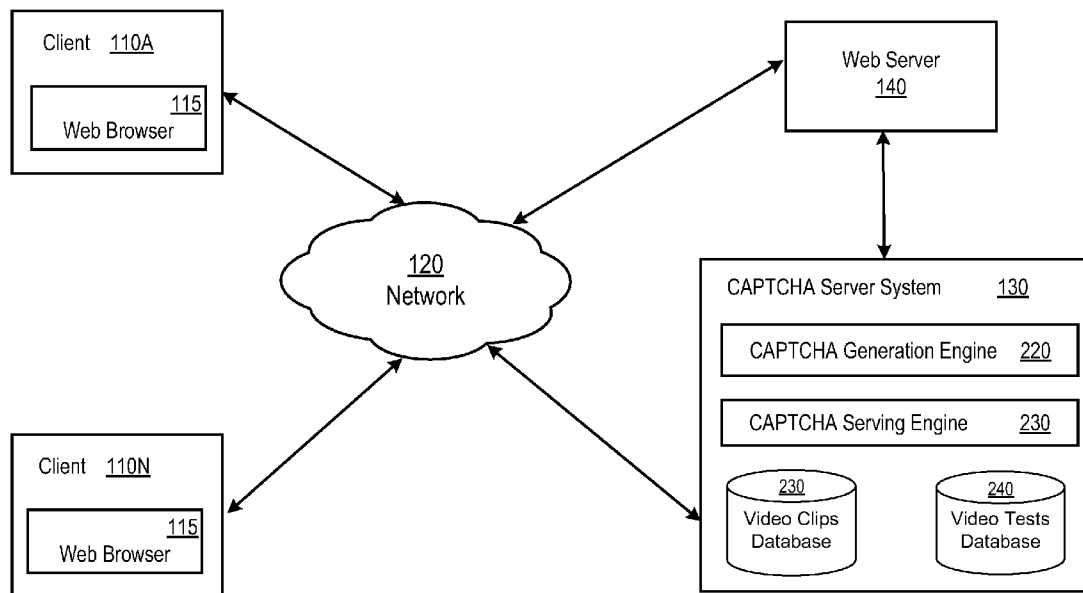 Client 110A
115
Web Browser
Web Server
140
120
Network
CAPTCHA Server System 130
CAPTCHA Generation Engine 220
CAPTCHA Serving Engine 230
230
Video Clips
Database
240
Video Tests
Database
Client 110N
115
Web Browser